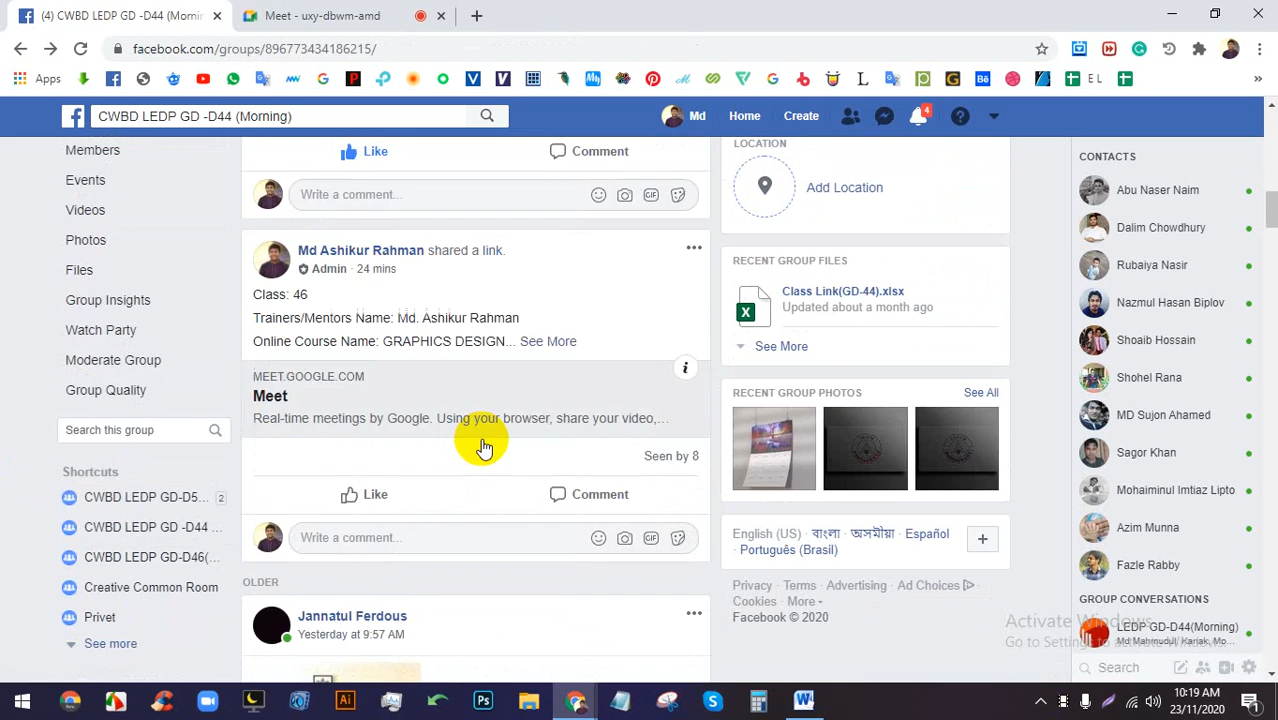 (4) CWBD LEDP GD -D44 (Mornin
Meet - uxy-dbwm-amd
facebook.com/groups/896773434186215/
Apps
E L
CWBD LEDP GD -D44 (Morning)
Md
Home
Create
4
Members
Events
Videos
Photos
Files
Group Insights
Watch Party
Moderate Group
Group Quality
Search this group
Shortcuts
CWBD LEDP GD-D5... 2
CWBD LEDP GD -D44 ...
CWBD LEDP GD-D46(...
Creative Common Room
Privet
See more
Like
Comment
Write a comment...
GIF
Md Ashikur Rahman shared a link.
Admin · 24 mins
Class: 46
Trainers/Mentors Name: Md. Ashikur Rahman
Online Course Name: GRAPHICS DESIGN... See More
MEET.GOOGLE.COM
Meet
Real-time meetings by Google. Using your browser, share your video,...
Seen by 8
Like
Comment
Write a comment...
GIF
OLDER
Jannatul Ferdous
Yesterday at 9:57 AM
LOCATION
Add Location
RECENT GROUP FILES
Class Link(GD-44).xlsx
Updated about a month ago
See More
RECENT GROUP PHOTOS
See All
English (US) · বাংলা · অসমীয়া · Español
· Português (Brasil)
Privacy · Terms · Advertising · Ad Choices ·
Cookies · More
Facebook © 2020
CONTACTS
Abu Naser Naim
Dalim Chowdhury
Rubaiya Nasir
Nazmul Hasan Biplov
Shoaib Hossain
Shohel Rana
MD Sujon Ahamed
Sagor Khan
Mohaiminul Imtiaz Lipto
Azim Munna
Fazle Rabby
GROUP CONVERSATIONS
LEDP GD-D44(Morning)
Activate Windows
Go to Settings to activate Windows.
Search
10:19 AM
23/11/2020